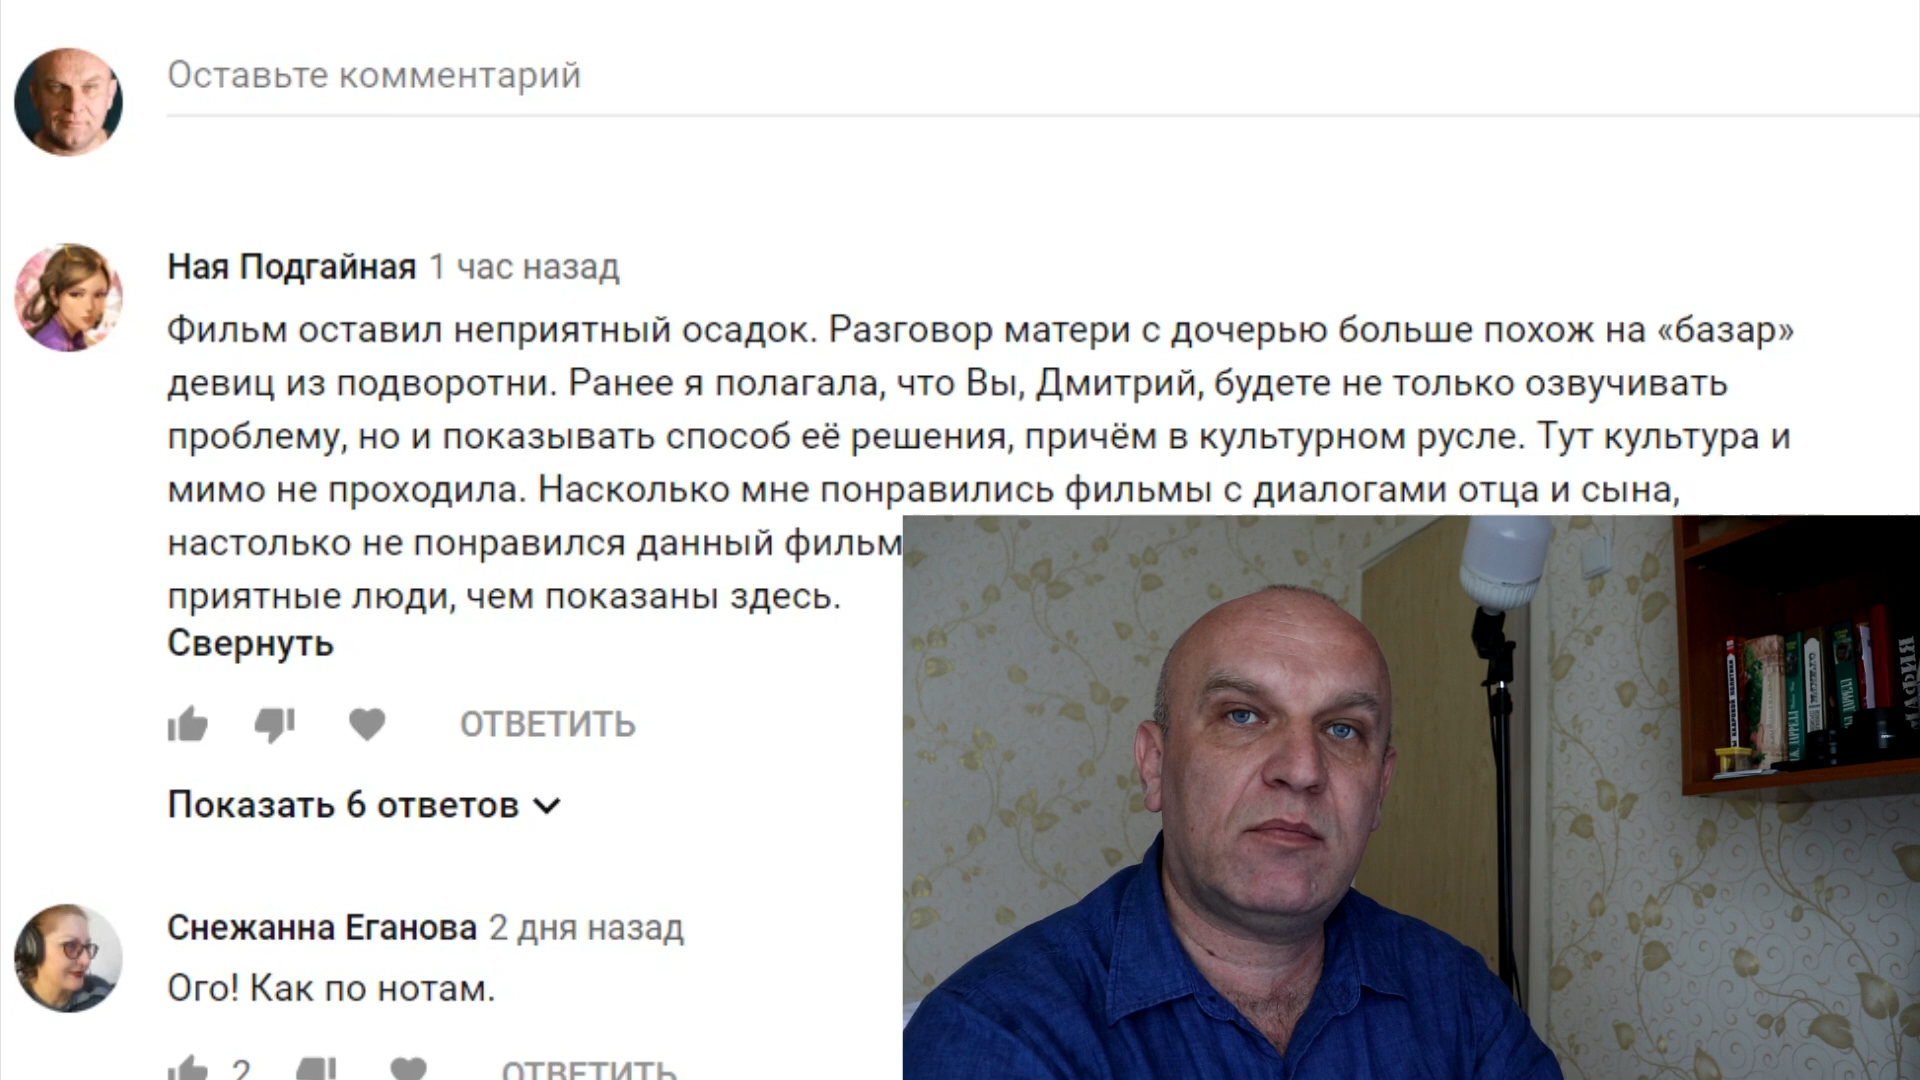 Оставьте комментарий
Ная Подгайная 1 час назад
Фильм оставил неприятный осадок. Разговор матери с дочерью больше похож на «базар»
девиц из подворотни. Ранее я полагала, что Вы, Дмитрий, будете не только озвучивать
проблему, но и показывать способ её решения, причём в культурном русле. Тут культура и
мимо не проходила. Насколько мне понравились фильмы с диалогами отца и сына,
настолько не понравился данный фильм
приятные люди, чем показаны здесь.
Свернуть
ОТВЕТИТЬ
Показать 6 ответов
Снежанна Еганова 2 дня назад
Ого! Как по нотам.
2 ОТВЕТИТЬ
МАФИЯ